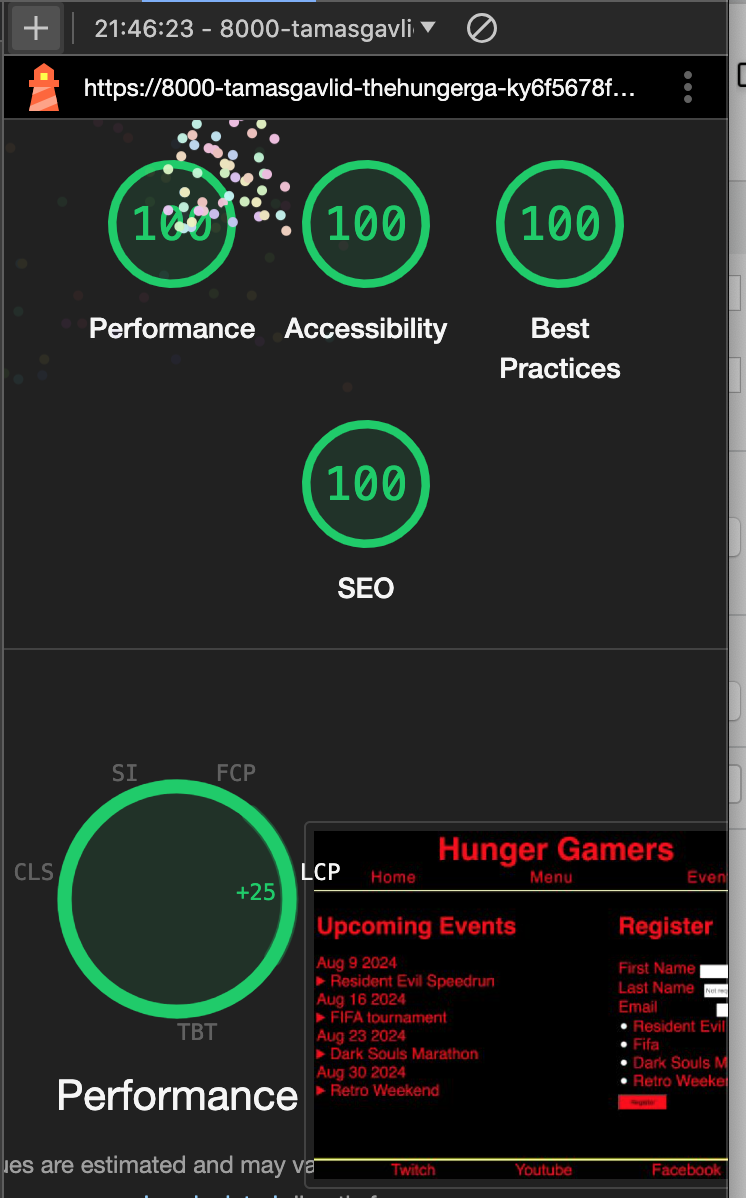 21:46:23 - 8000-tamasgavli
https://8000-tamasgavlid-thehungerga-ky6f5678f...
100
100
100
Performance
Accessibility
Best
Practices
100
SEO
SI
FCP
CLS
LCP
+25
TBT
Performance
ues are estimated and may va
Hunger Gamers
Home
Menu
Even
Upcoming Events
Aug 9 2024
▶ Resident Evil Speedrun
Aug 16 2024
▶ FIFA tournament
Aug 23 2024
▶ Dark Souls Marathon
Aug 30 2024
▶ Retro Weekend
Register
First Name
Last Name Not req
Email
• Resident Evil
• Fifa
• Dark Souls M
• Retro Weeke
Register
Twitch
Youtube
Facebook